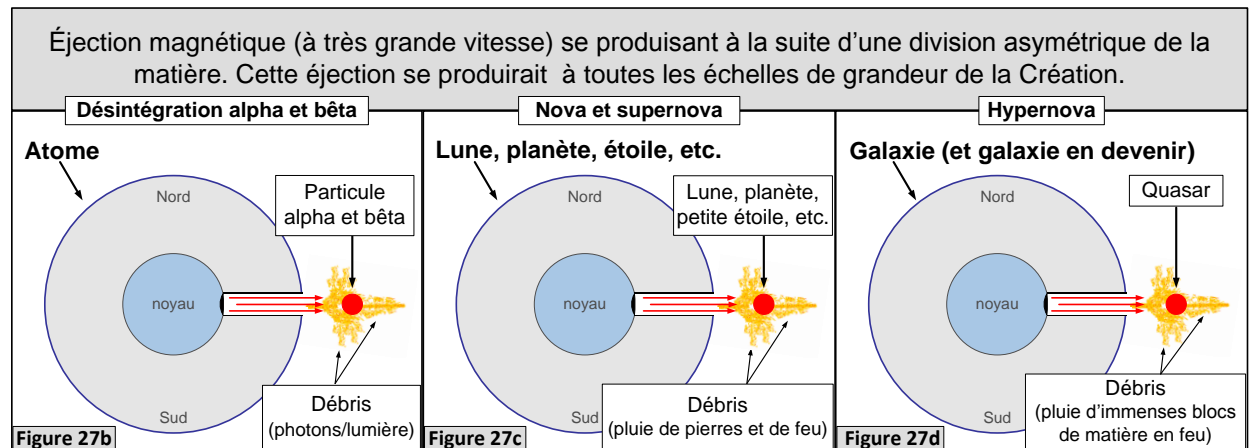 Éjection magnétique (à très grande vitesse) se produisant à la suite d'une division asymétrique de la
matière. Cette éjection se produirait à toutes les échelles de grandeur de la Création.
Désintégration alpha et bêta
Atome
Nord
Particule
alpha et bêta
noyau
Sud
Débris
(photons/lumière)
Figure 27b
Nova et supernova
Lune, planète, étoile, etc.
Nord
Lune, planète,
petite étoile, etc.
noyau
Sud
Débris
(pluie de pierres et de feu)
Figure 27c
Hypernova
Galaxie (et galaxie en devenir)
Nord
Quasar
noyau
Sud
Débris
(pluie d'immenses blocs
de matière en feu)
Figure 27d